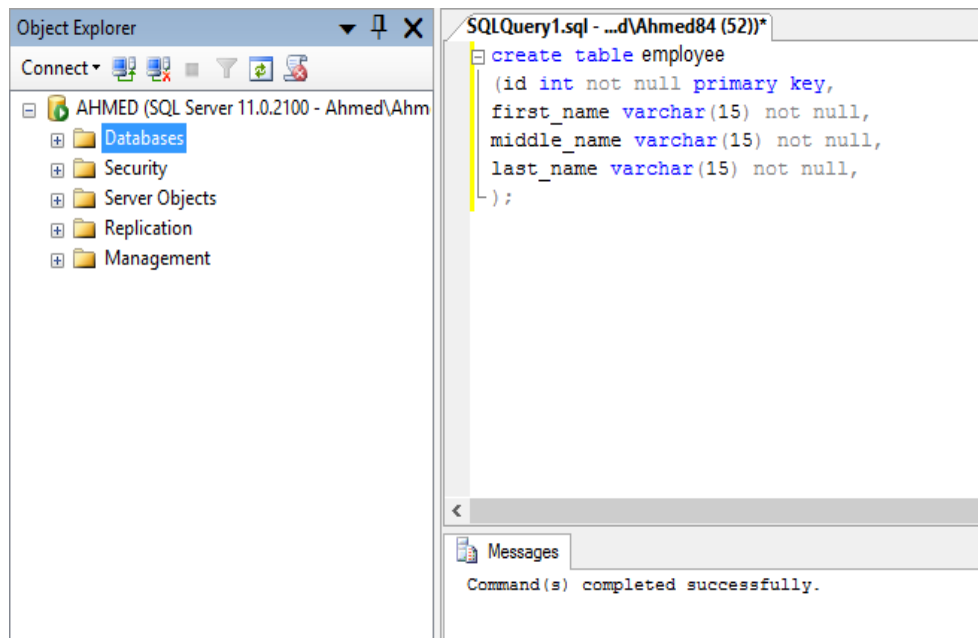 Object Explorer
Connect
AHMED (SQL Server 11.0.2100 - Ahmed\Ahm
Databases
Security
Server Objects
Replication
Management
SQLQuery1.sql - ...d\Ahmed84 (52))*
create table employee
(id int not null primary key,
first_name varchar(15) not null,
middle_name varchar(15) not null,
last_name varchar(15) not null,
);
Messages
Command(s) completed successfully.